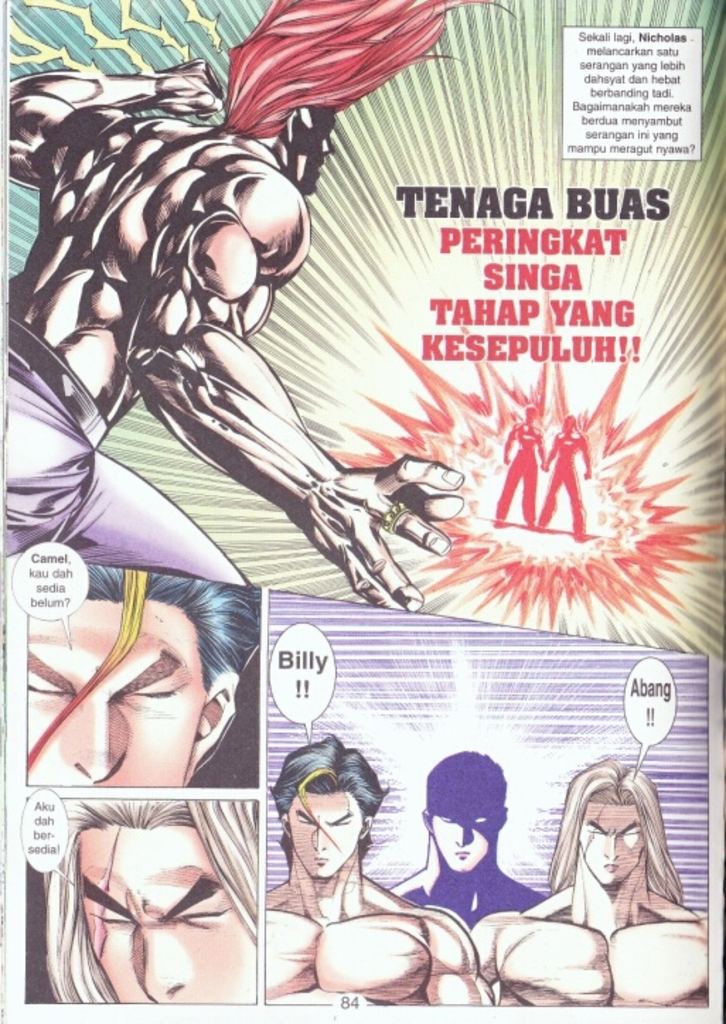 Sekali lagi, Nicholas
melancarkan satu
serangan yang lebih
dahsyat dan hebat
berbanding tadi.
Bagaimanakah mereka
berdua menyambut
serangan ini yang
mampu meragut nyawa?
TENAGA BUAS
PERINGKAT
SINGA
TAHAP YANG
KESEPULUH!!
Camel,
kau dah
sedia
belum?
Aku
dah
ber-
sedia!
Billy
!!
Abang
!!
84